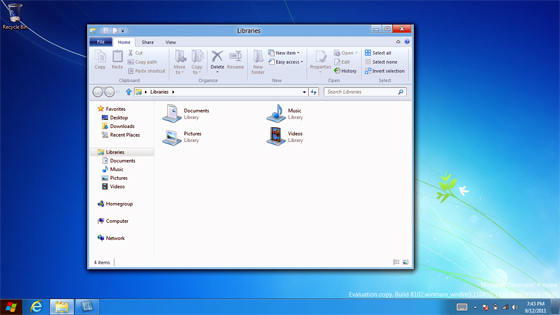 Recycle Bin
Libraries
File Home Share View
Copy Paste Cut Copy path Paste shortcut
Move to Copy to Delete Rename
New folder New item Easy access
Properties Open Edit History
Select all Select none Invert selection
Clipboard Organize New Open Select
Libraries Search Libraries
Favorites
Desktop
Downloads
Recent Places
Libraries
Documents
Music
Pictures
Videos
Homegroup
Computer
Network
Documents
Library
Music
Library
Pictures
Library
Videos
Library
4 items
Evaluation copy. Build 8102
7:43 PM
9/12/2011